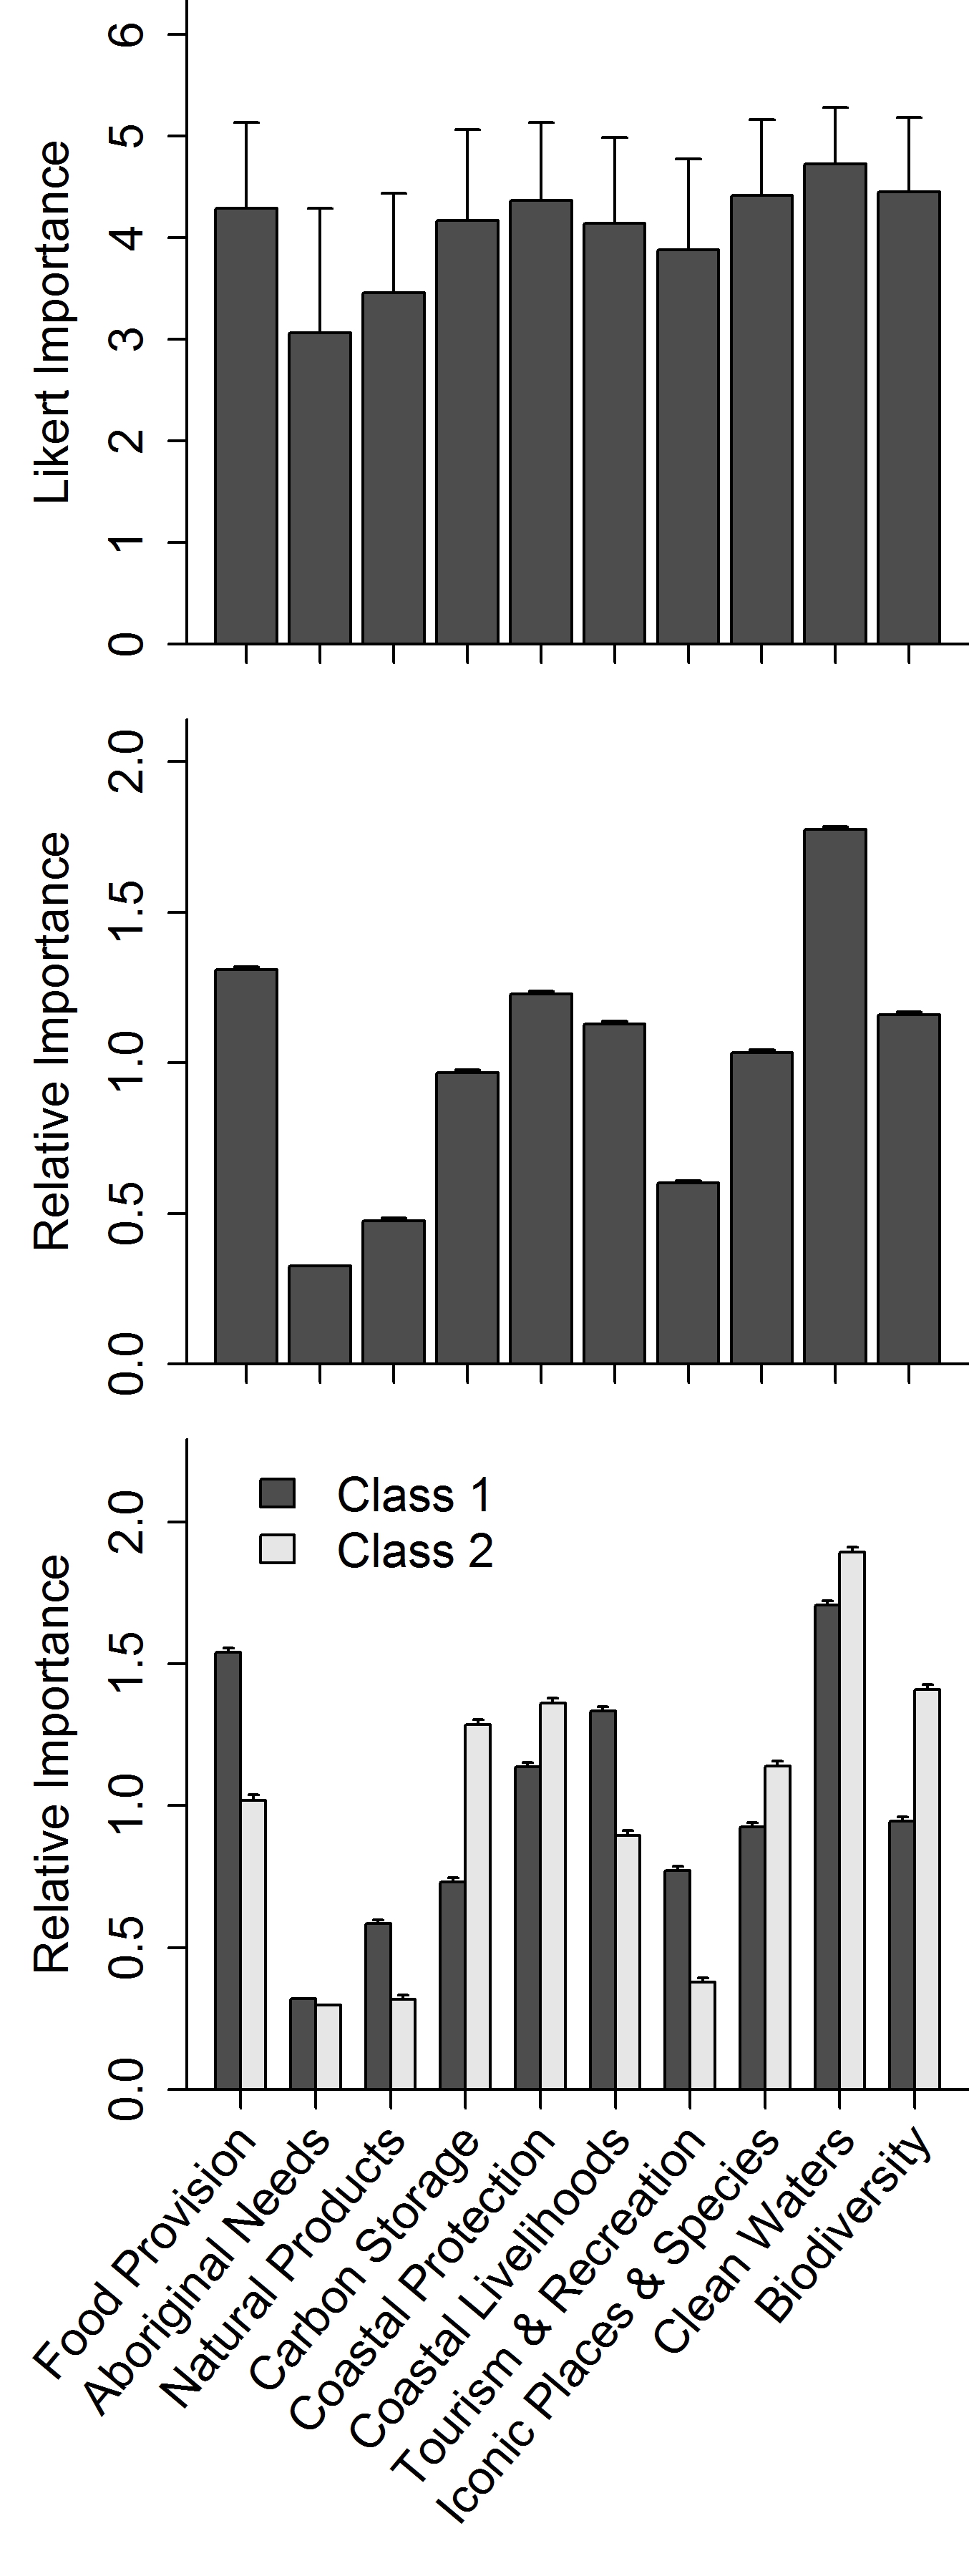 Likert Importance
6
5
4
3
2
1
0
Relative Importance
2.0
1.5
1.0
0.5
0.0
Relative Importance
2.0
1.5
1.0
0.5
0.0
Class 1
Class 2
Food Provision
Aboriginal Needs
Natural Products
Carbon Storage
Coastal Protection
Coastal Livelihoods
Tourism & Recreation
Iconic Places & Species
Clean Waters
Biodiversity